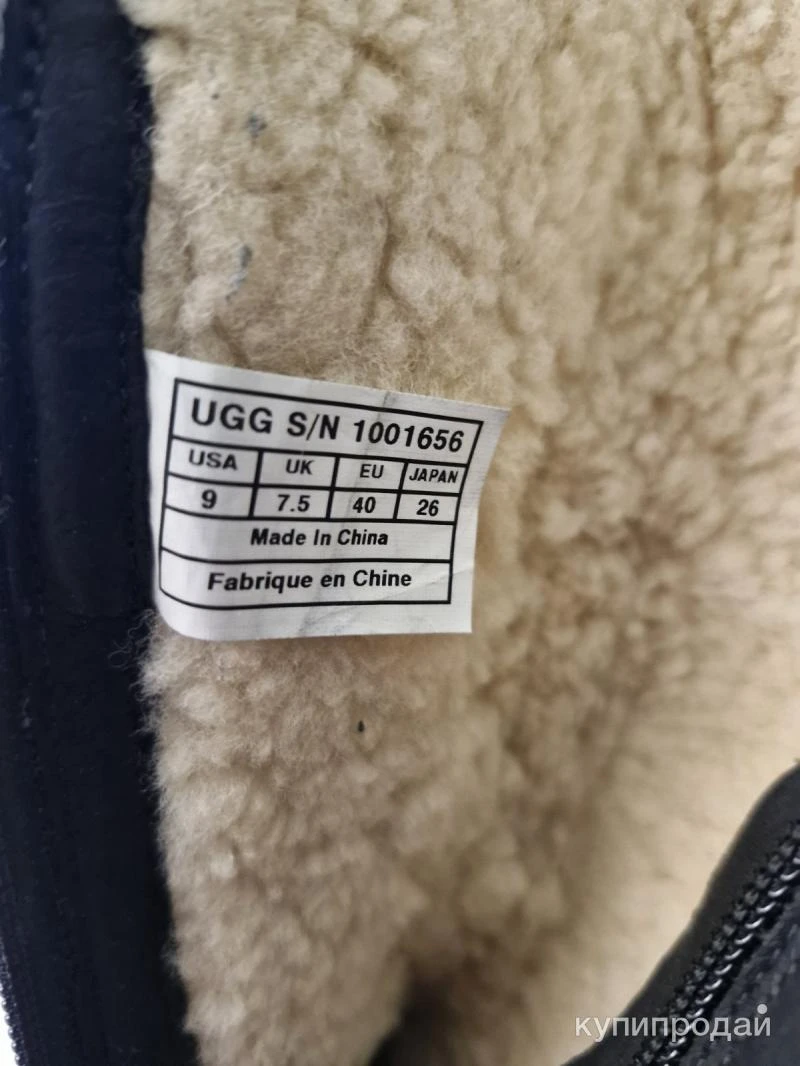 UGG S/N 1001656
USA UK EU JAPAN
9 7.5 40 26
Made In China
Fabrique en Chine
купипродай